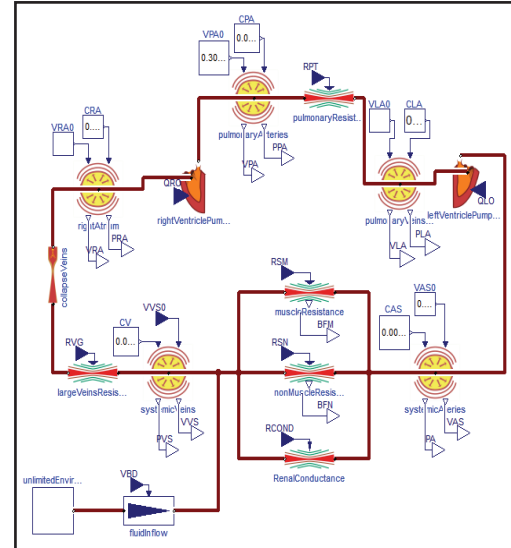 CPA
VPA0
0.0...
0.30...
RPT
CRA
VRA0
0....
pulmonaryArteries
pulmonaryResist...
VLA0
CLA
0...
QRO
rightAtrium
rightVentriclePum...
PPA
VPA
pulmonaryVeins...
leftVentriclePump...
QLO
PRA
VRA
PLA
VLA
collapseVeins
RSM
VAS0
0....
VVS0
muscleResistance
CAS
CV
BFM
0.0...
0.00...
RVG
RSN
largeVeinsResis...
systemicVeins
nonMuscleResis...
systemicArteries
BFN
VVS
VAS
RCOND
PVS
PA
VBD
RenalConductance
unlimitedEnvir...
fluidInflow